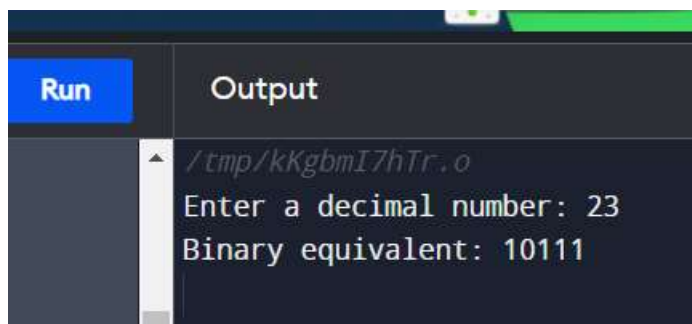 Run
Output
/tmp/kKgbmI7hTr.o
Enter a decimal number: 23
Binary equivalent: 10111